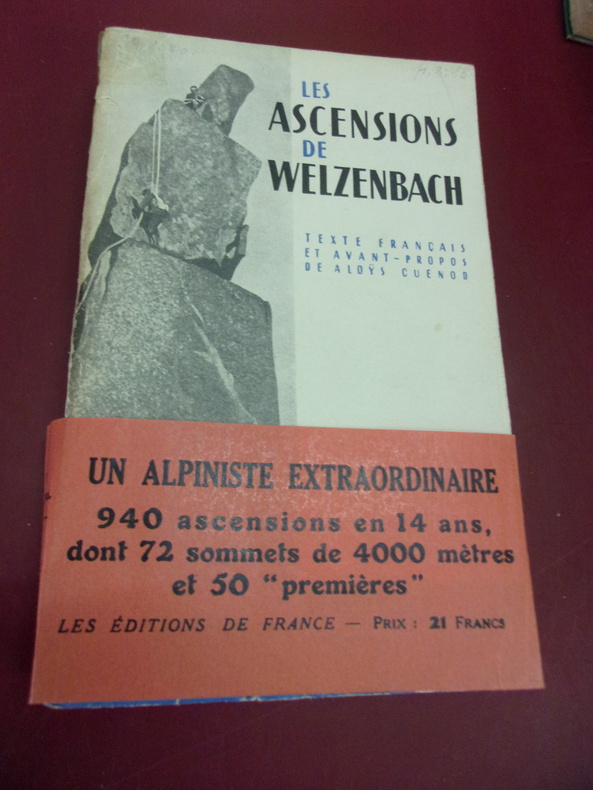 LES
ASCENSIONS
DE
WELZENBACH
TEXTE FRANÇAIS
ET AVANT-PROPOS
DE ALOŸS CUENOD
UN ALPINISTE EXTRAORDINAIRE
940 ascensions en 14 ans,
dont 72 sommets de 4000 mètres
et 50 "premières"
LES ÉDITIONS DE FRANCE — PRIX : 21 FRANCS